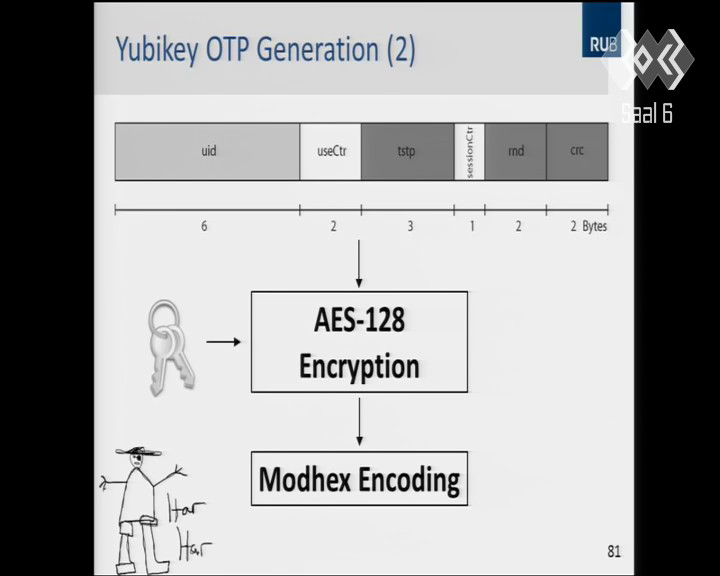 Yubikey OTP Generation (2)
RUB
Saal 6
uid
useCtr
tstp
sessionCtr
rnd
crc
6
2
3
1
2
2 Bytes
AES-128
Encryption
Modhex Encoding
Har
Har
81